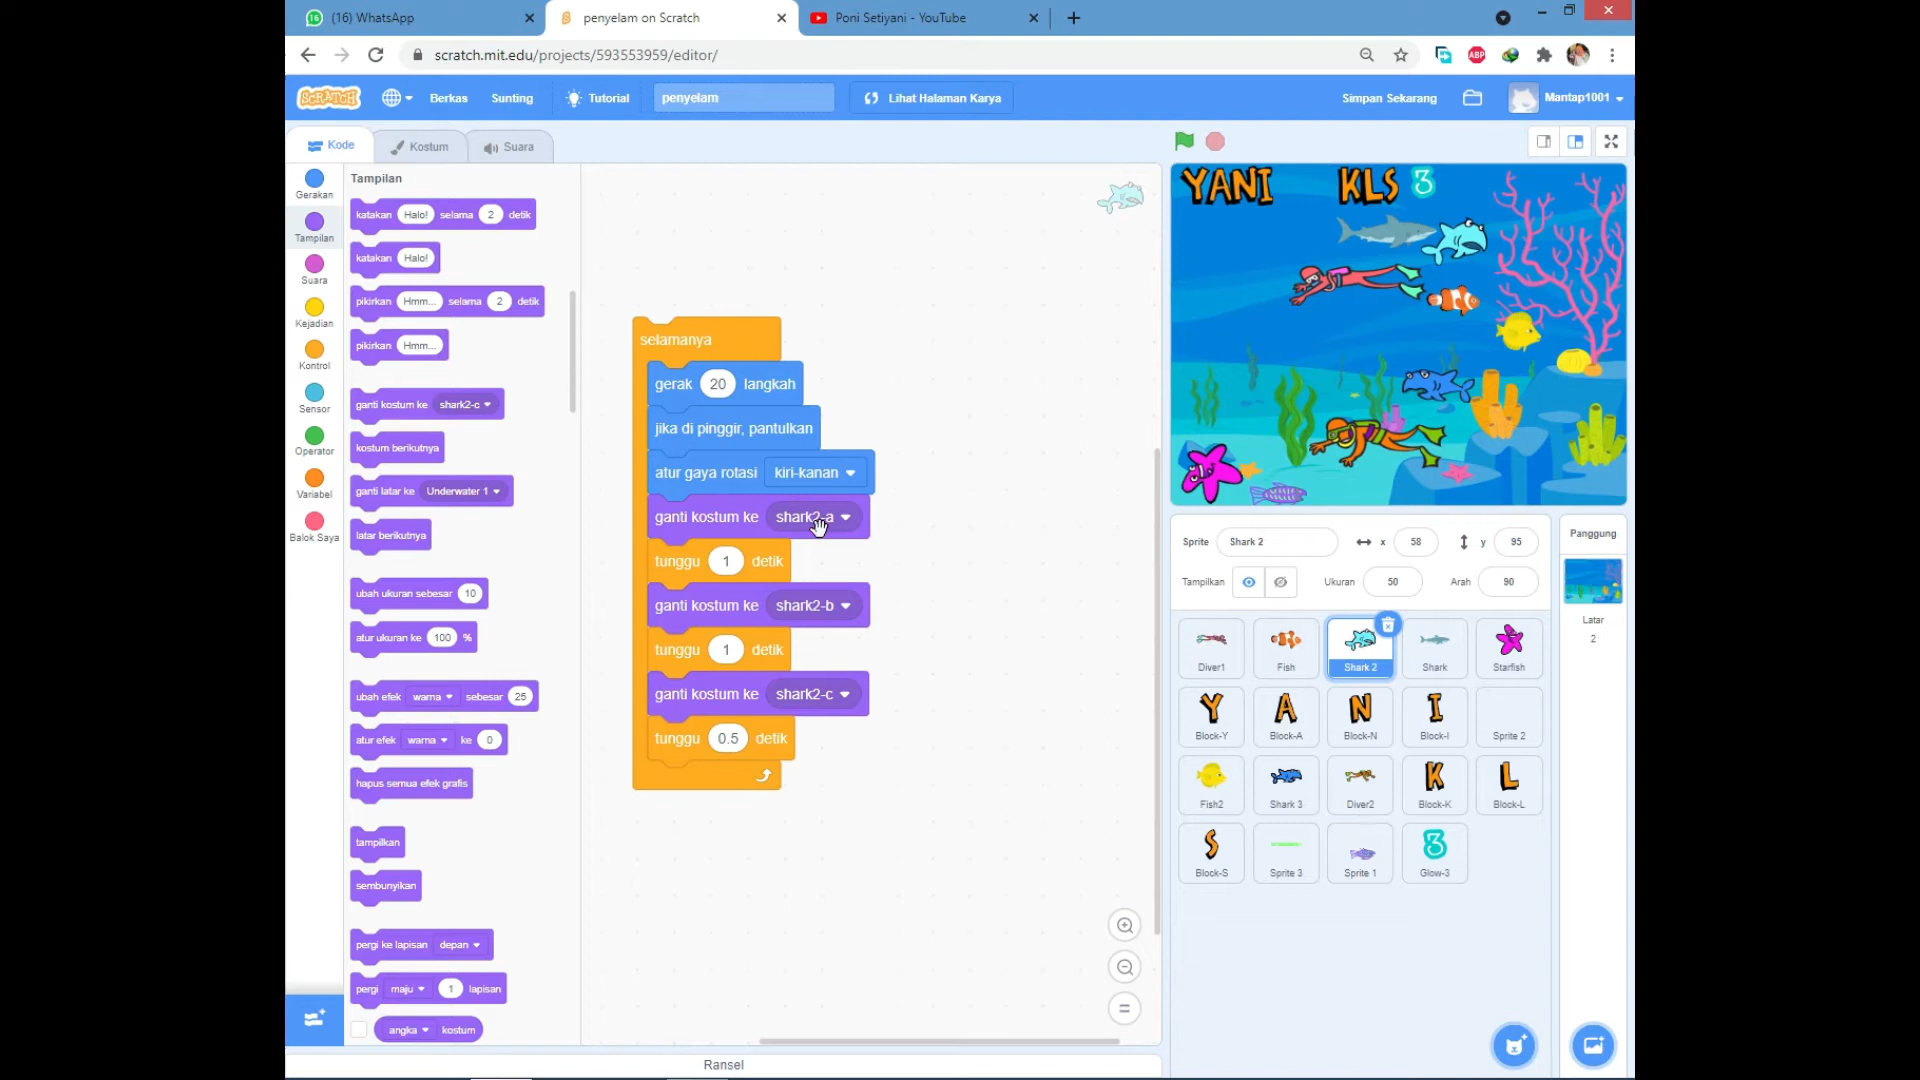 (16) WhatsApp
penyelam on Scratch
Poni Setiyani - YouTube
scratch.mit.edu/projects/593553959/editor/
SCRATCH
Berkas
Sunting
Tutorial
penyelam
Lihat Halaman Karya
Simpan Sekarang
Mantap1001
Kode
Kostum
Suara
Gerakan
Tampilan
Suara
Kejadian
Kontrol
Sensor
Operator
Variabel
Balok Saya
Tampilan
katakan Halo! selama 2 detik
katakan Halo!
pikirkan Hmm... selama 2 detik
pikirkan Hmm...
ganti kostum ke shark2-c
kostum berikutnya
ganti latar ke Underwater 1
latar berikutnya
ubah ukuran sebesar 10
atur ukuran ke 100 %
ubah efek warna sebesar 25
atur efek warna ke 0
hapus semua efek grafis
tampilkan
sembunyikan
pergi ke lapisan depan
pergi maju 1 lapisan
angka kostum
selamanya
gerak 20 langkah
jika di pinggir, pantulkan
atur gaya rotasi kiri-kanan
ganti kostum ke shark2-a
tunggu 1 detik
ganti kostum ke shark2-b
tunggu 1 detik
ganti kostum ke shark2-c
tunggu 0.5 detik
Ransel
YANI KLS 3
Sprite Shark 2 x 58 y 95
Tampilkan Ukuran 50 Arah 90
Diver1
Fish
Shark 2
Shark
Starfish
Y
A
N
I
Block-Y
Block-A
Block-N
Block-I
Sprite 2
K
L
Fish2
Shark 3
Diver2
Block-K
Block-L
S
3
Block-S
Sprite 3
Sprite 1
Glow-3
Panggung
Latar
2
16
ABP